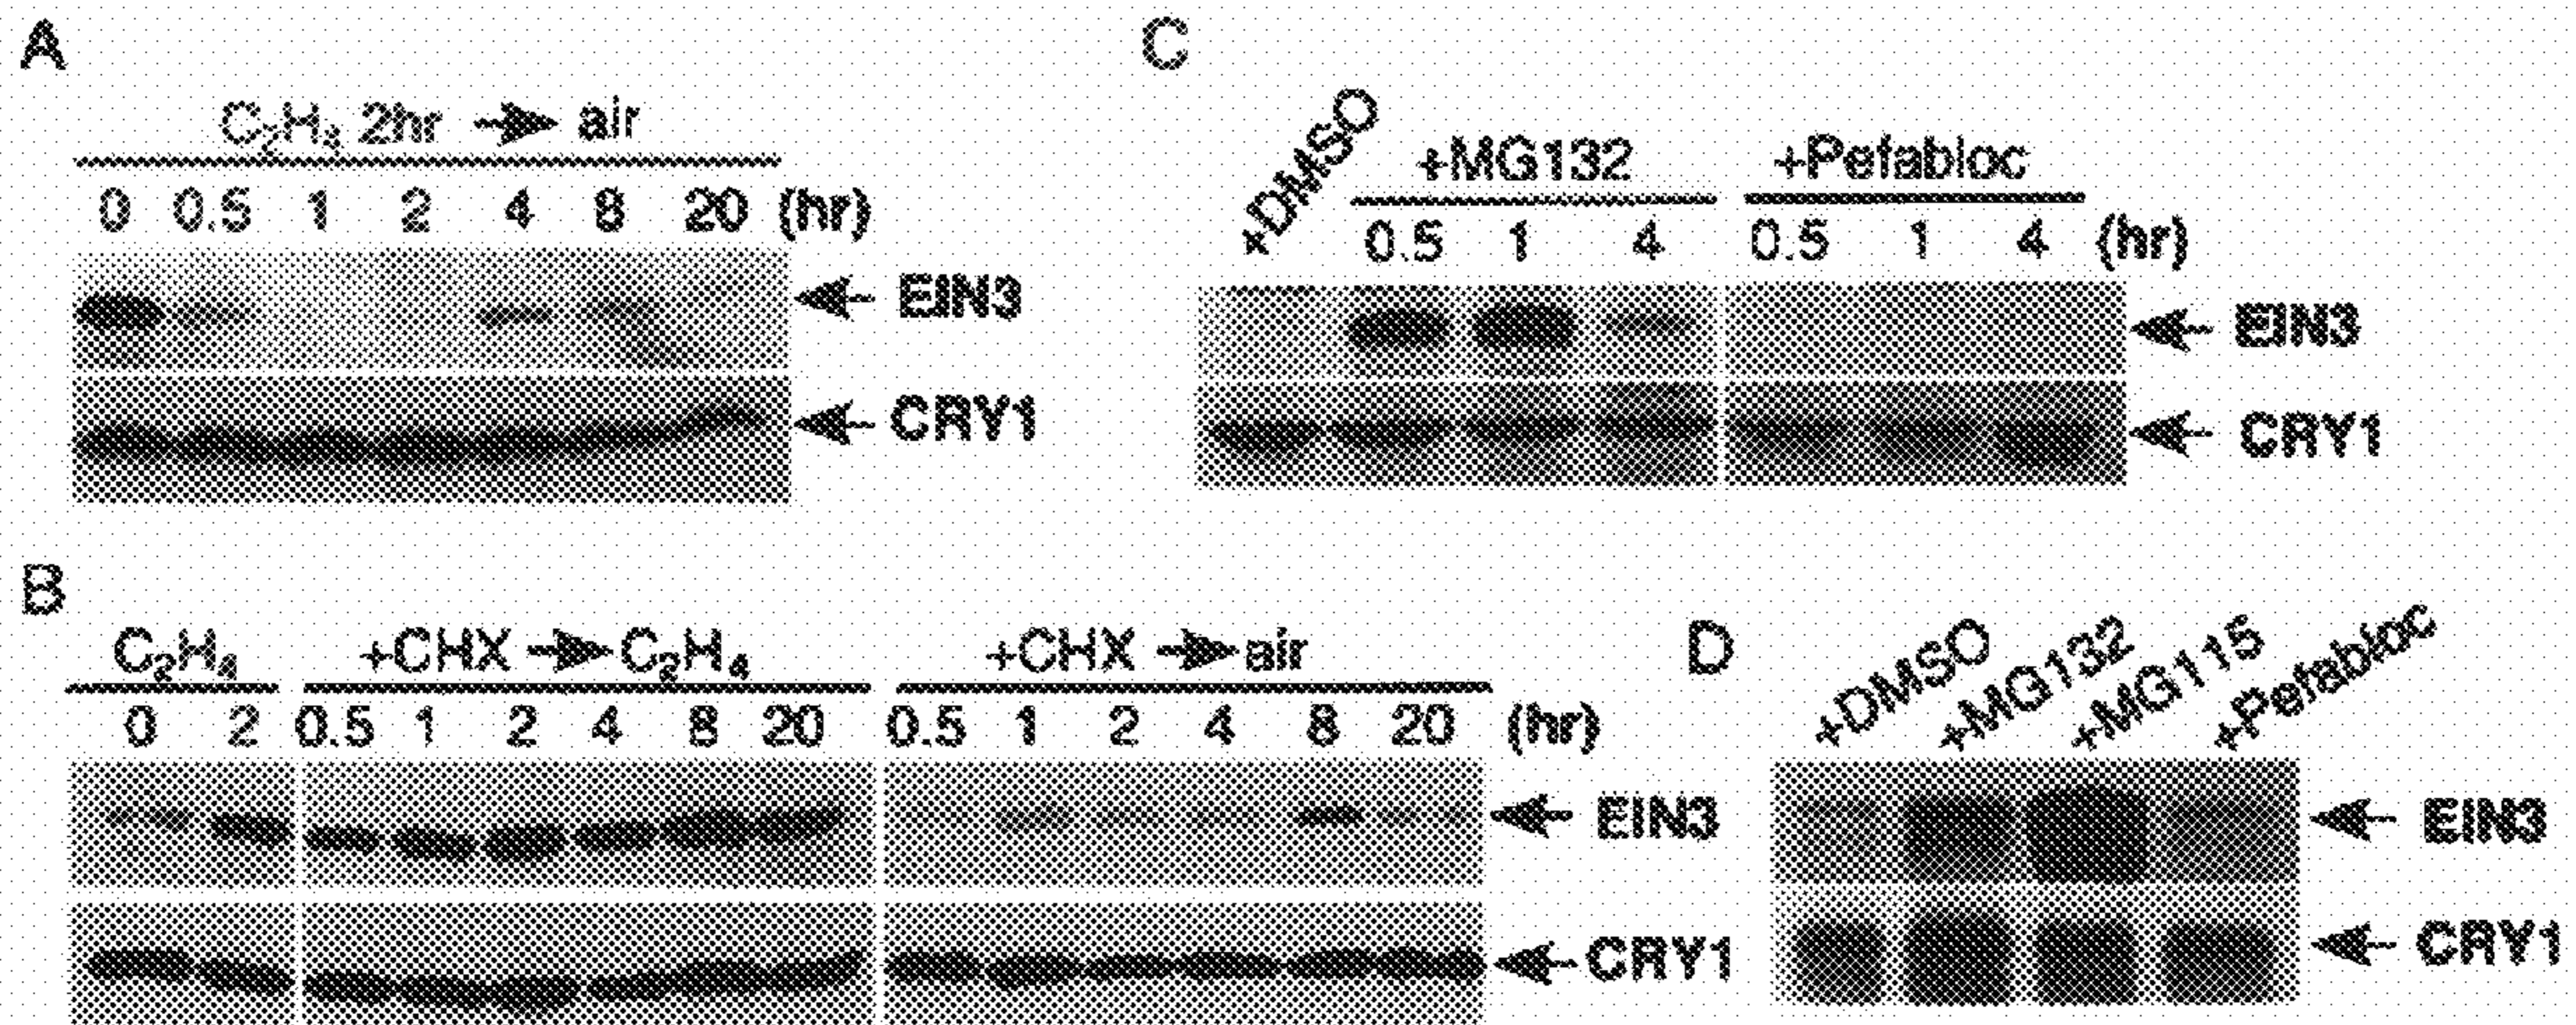 A
C₂H₄ 2hr → air
0 0.5 1 2 4 8 20 (hr)
EIN3
CRY1
B
C₂H₄ +CHX → C₂H₄ +CHX → air
0 2 0.5 1 2 4 8 20 0.5 1 2 4 8 20 (hr)
EIN3
CRY1
C
+DMSO +MG132 +Pefabloc
0.5 1 4 0.5 1 4 (hr)
EIN3
CRY1
D
+DMSO +MG132 +MG115 +Pefabloc
EIN3
CRY1